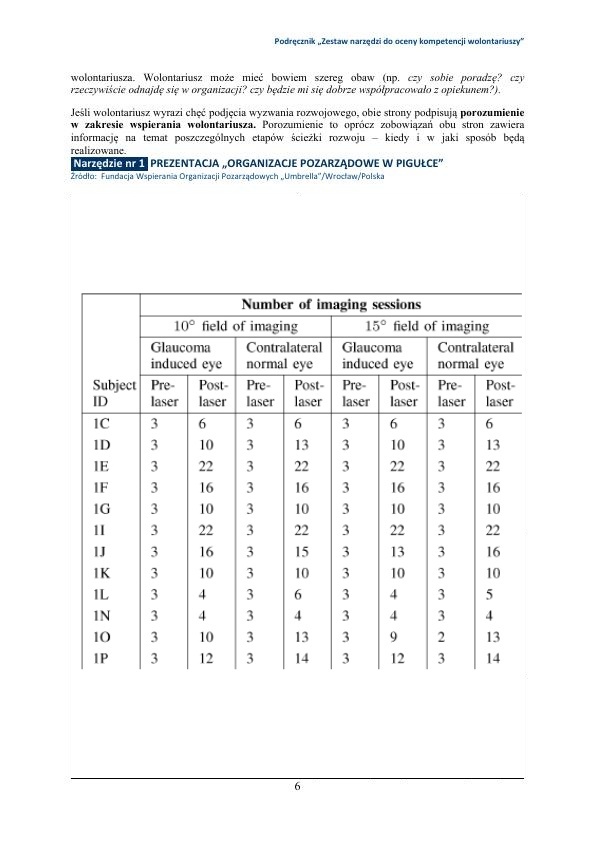 Podręcznik „Zestaw narzędzi do oceny kompetencji wolontariuszy”
wolontariusza. Wolontariusz może mieć bowiem szereg obaw (np. czy sobie poradzę? czy
rzeczywiście odnajdę się w organizacji? czy będzie mi się dobrze współpracowało z opiekunem?).
Jeśli wolontariusz wyrazi chęć podjęcia wyzwania rozwojowego, obie strony podpisują porozumienie
w zakresie wspierania wolontariusza. Porozumienie to oprócz zobowiązań obu stron zawiera
informację na temat poszczególnych etapów ścieżki rozwoju – kiedy i w jaki sposób będą
realizowane.
Narzędzie nr 1 PREZENTACJA „ORGANIZACJE POZARZĄDOWE W PIGUŁCE”
Źródło: Fundacja Wspierania Organizacji Pozarządowych „Umbrella”/Wrocław/Polska
Number of imaging sessions
10° field of imaging 15° field of imaging
Glaucoma Contralateral Glaucoma Contralateral
induced eye normal eye induced eye normal eye
Subject Pre- Post- Pre- Post- Pre- Post- Pre- Post-
ID laser laser laser laser laser laser laser laser
1C 3 6 3 6 3 6 3 6
1D 3 10 3 13 3 10 3 13
1E 3 22 3 22 3 22 3 22
1F 3 16 3 16 3 16 3 16
1G 3 10 3 10 3 10 3 10
1I 3 22 3 22 3 22 3 22
1J 3 16 3 15 3 13 3 16
1K 3 10 3 10 3 10 3 10
1L 3 4 3 6 3 4 3 5
1N 3 4 3 4 3 4 3 4
1O 3 10 3 13 3 9 2 13
1P 3 12 3 14 3 12 3 14
6